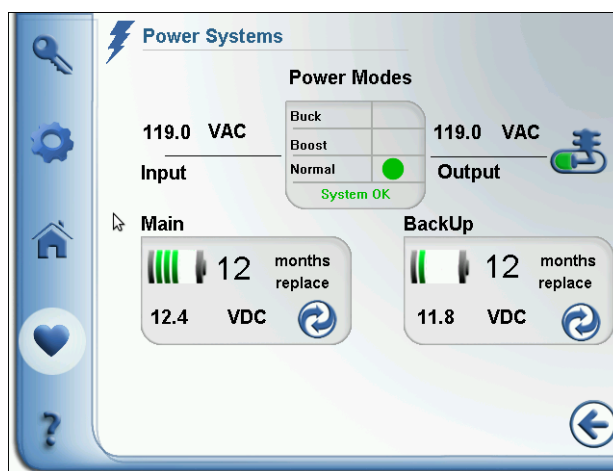 Power Systems
Power Modes
Buck
119.0 VAC
119.0 VAC
Boost
Input
Normal
Output
System OK
Main
BackUp
12 months replace
12 months replace
12.4 VDC
11.8 VDC
?